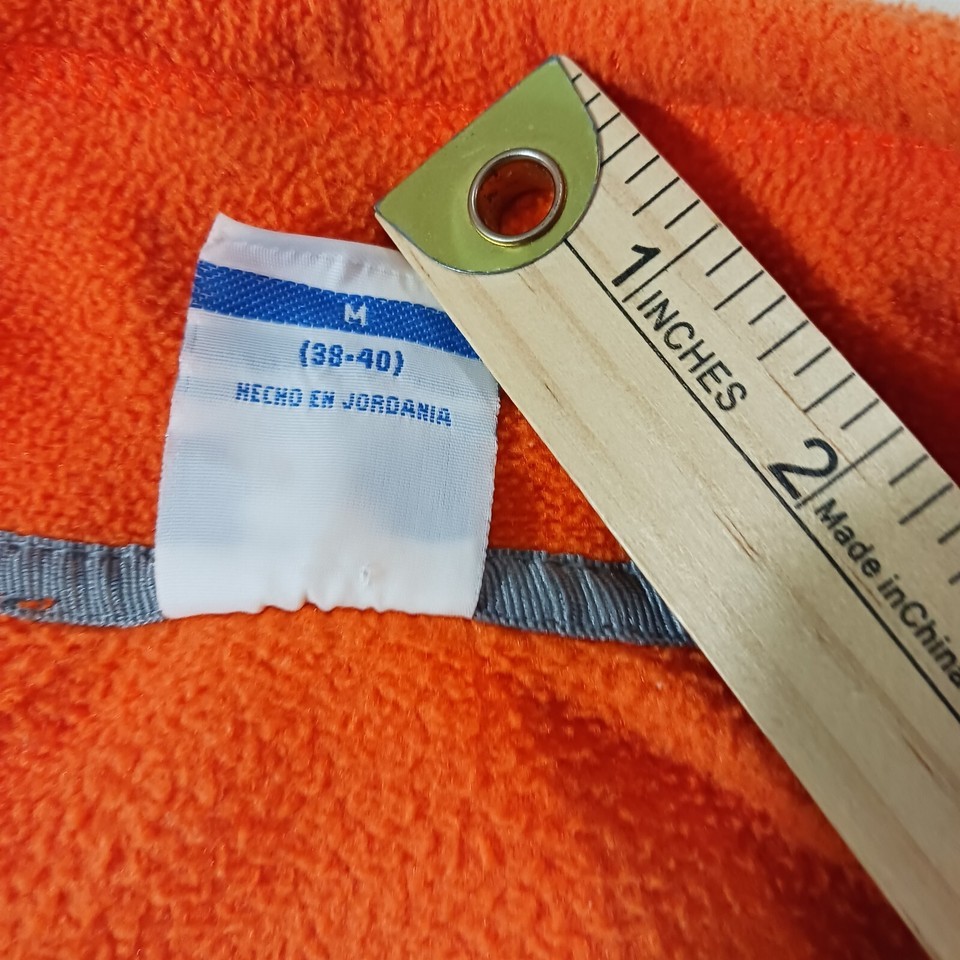 M
(38-40)
HECHO EN JORDANIA
1
INCHES
2
Made in China